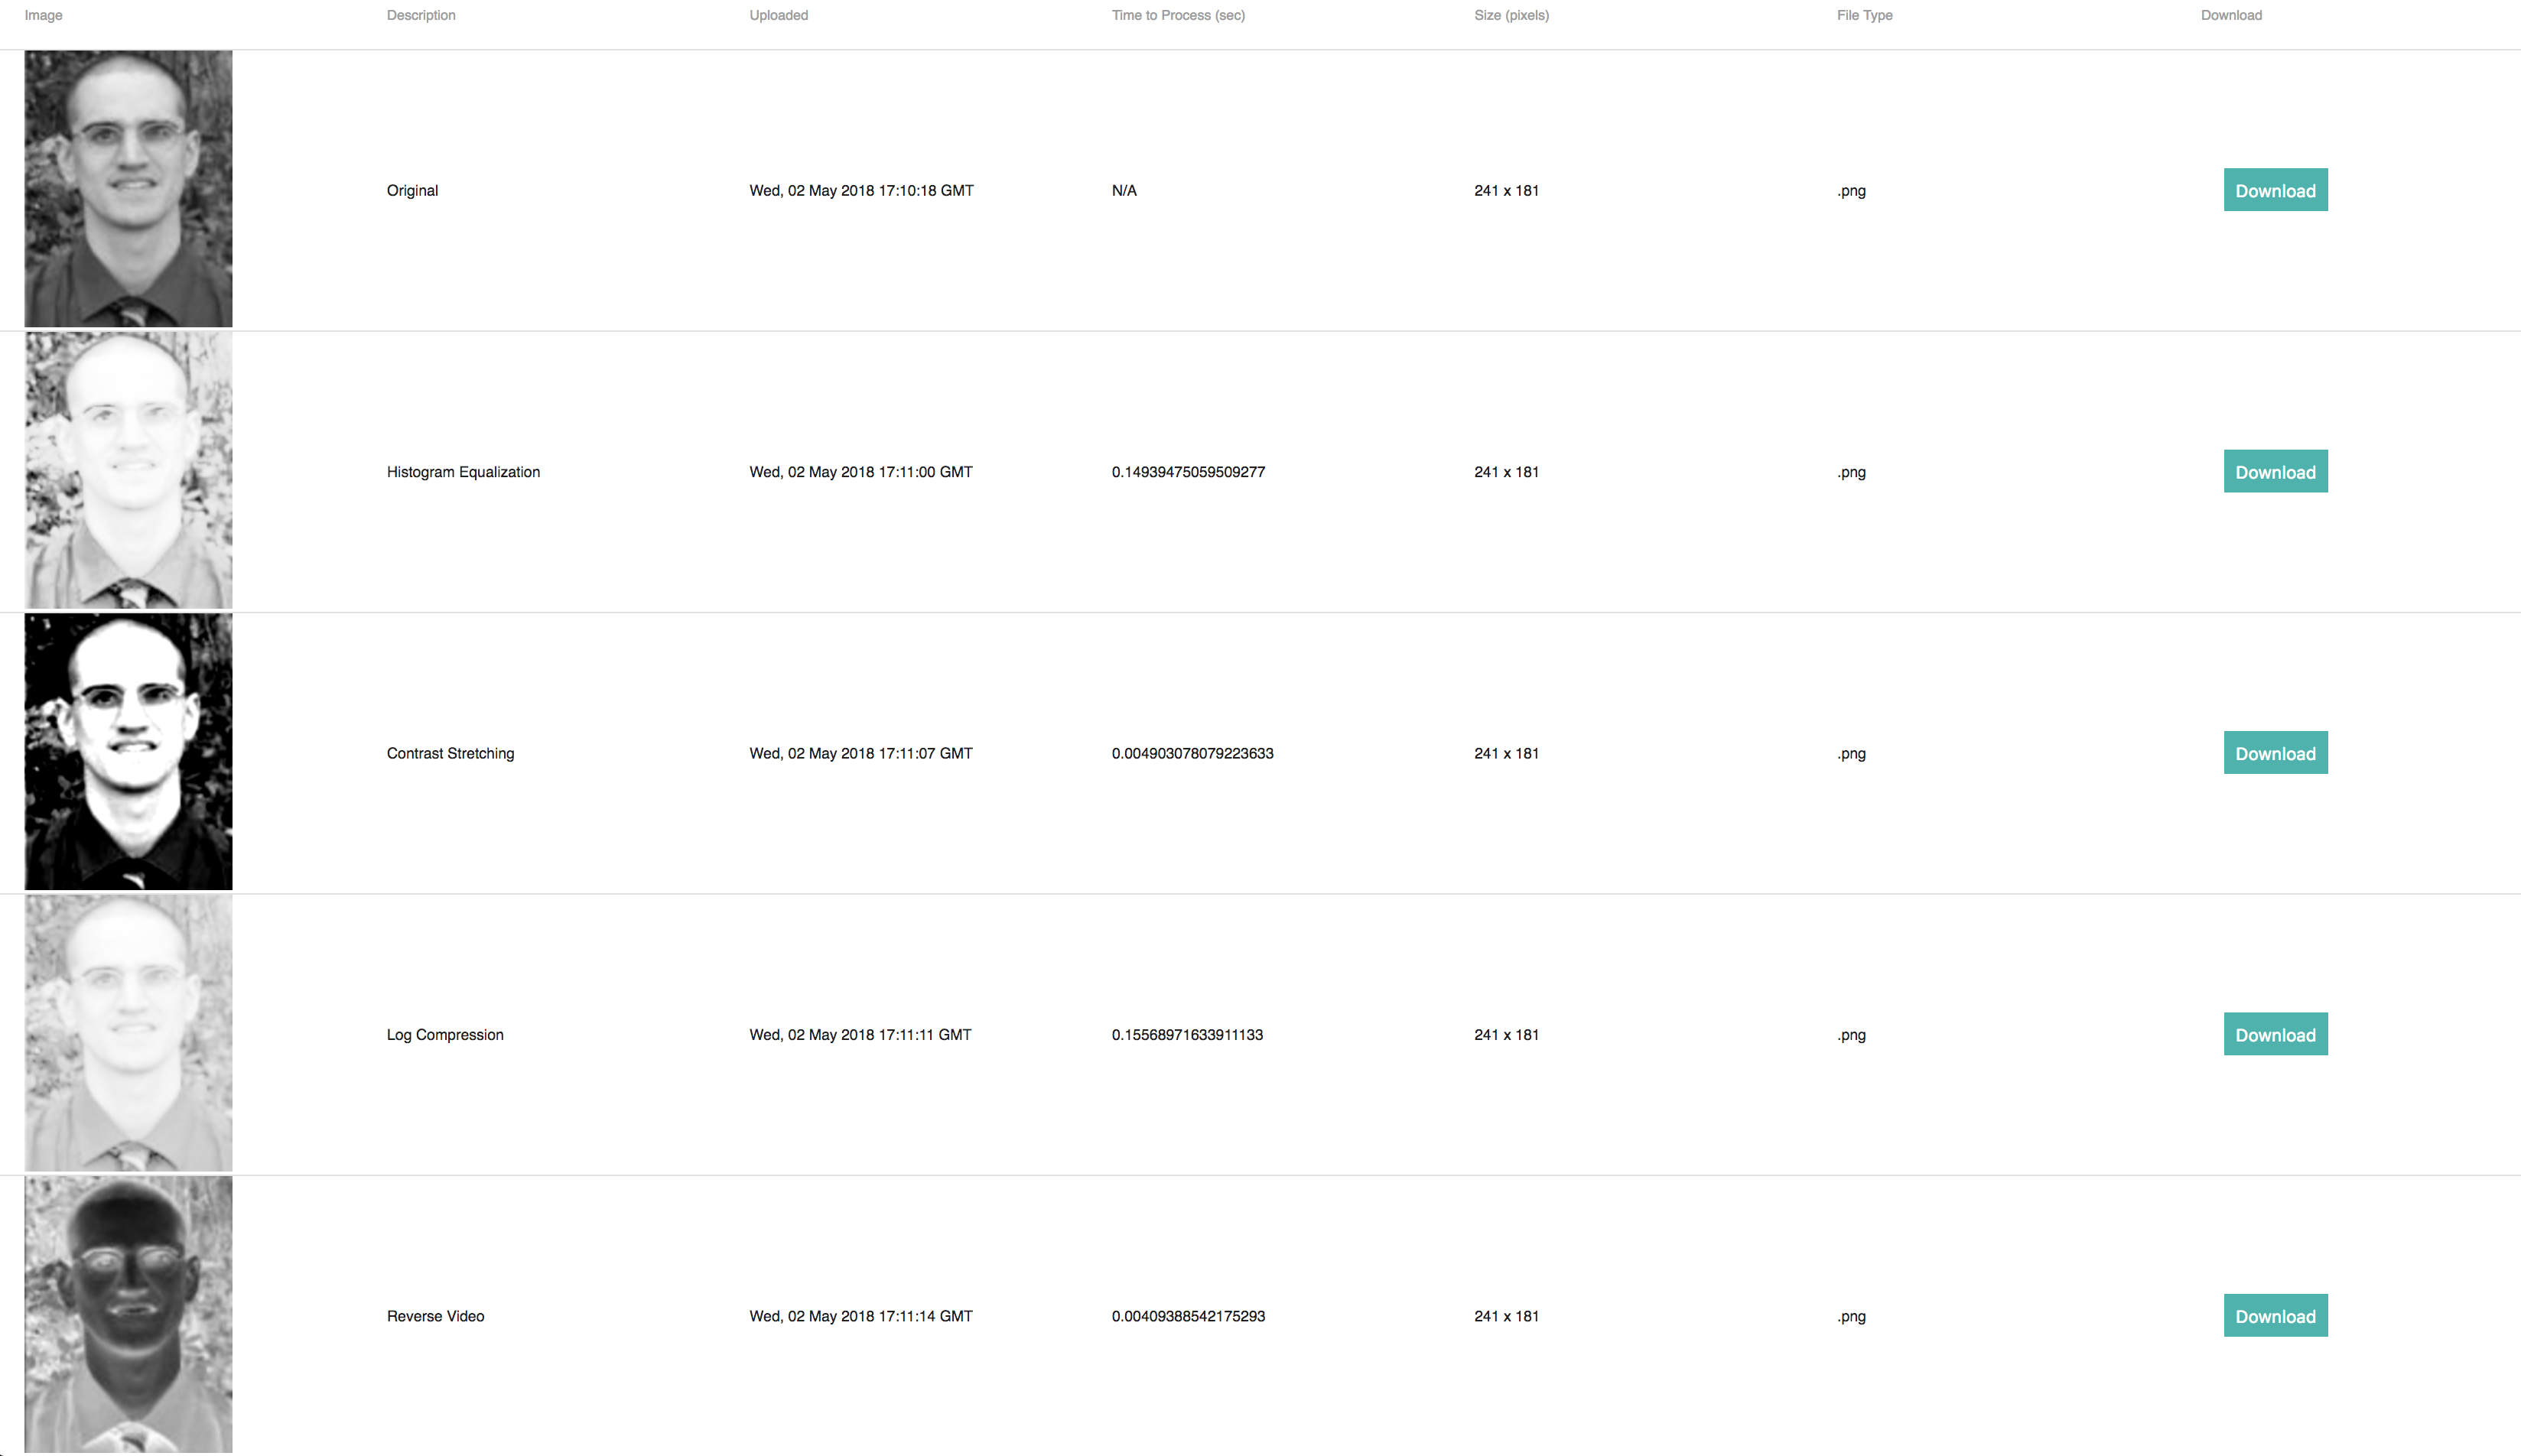 Image Description Uploaded Time to Process (sec) Size (pixels) File Type Download
Original Wed, 02 May 2018 17:10:18 GMT N/A 241 x 181 .png Download
Histogram Equalization Wed, 02 May 2018 17:11:00 GMT 0.14939475059509277 241 x 181 .png Download
Contrast Stretching Wed, 02 May 2018 17:11:07 GMT 0.004903078079223633 241 x 181 .png Download
Log Compression Wed, 02 May 2018 17:11:11 GMT 0.15568971633911133 241 x 181 .png Download
Reverse Video Wed, 02 May 2018 17:11:14 GMT 0.00409388542175293 241 x 181 .png Download